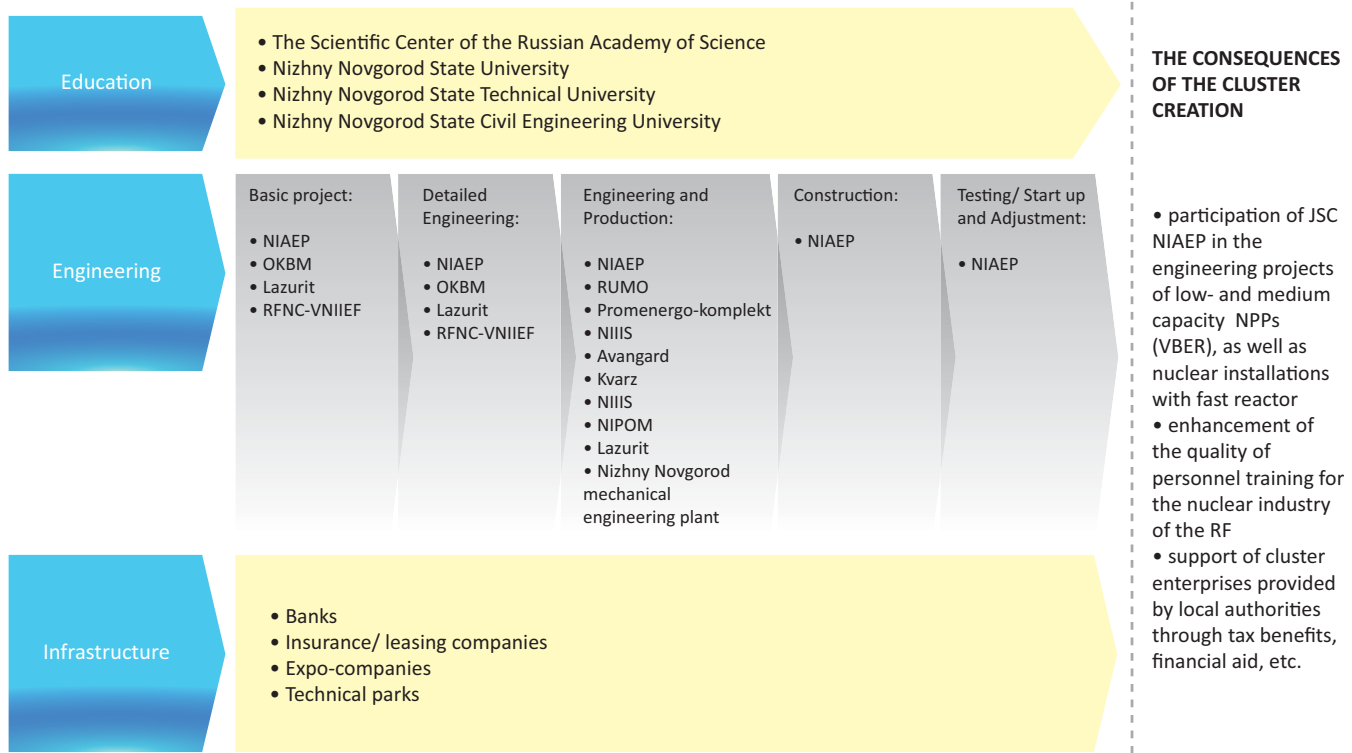 Education
• The Scientific Center of the Russian Academy of Science
• Nizhny Novgorod State University
• Nizhny Novgorod State Technical University
• Nizhny Novgorod State Civil Engineering University
Engineering
Basic project:
• NIAEP
• OKBM
• Lazurit
• RFNC-VNIIEF
Detailed
Engineering:
• NIAEP
• OKBM
• Lazurit
• RFNC-VNIIEF
Engineering and
Production:
• NIAEP
• RUMO
• Promenergo-komplekt
• NIIIS
• Avangard
• Kvarz
• NIIIS
• NIPOM
• Lazurit
• Nizhny Novgorod
mechanical
engineering plant
Construction:
• NIAEP
Testing/ Start up
and Adjustment:
• NIAEP
Infrastructure
• Banks
• Insurance/ leasing companies
• Expo-companies
• Technical parks
THE CONSEQUENCES
OF THE CLUSTER
CREATION
• participation of JSC
NIAEP in the
engineering projects
of low- and medium
capacity NPPs
(VBER), as well as
nuclear installations
with fast reactor
• enhancement of
the quality of
personnel training for
the nuclear industry
of the RF
• support of cluster
enterprises provided
by local authorities
through tax benefits,
financial aid, etc.